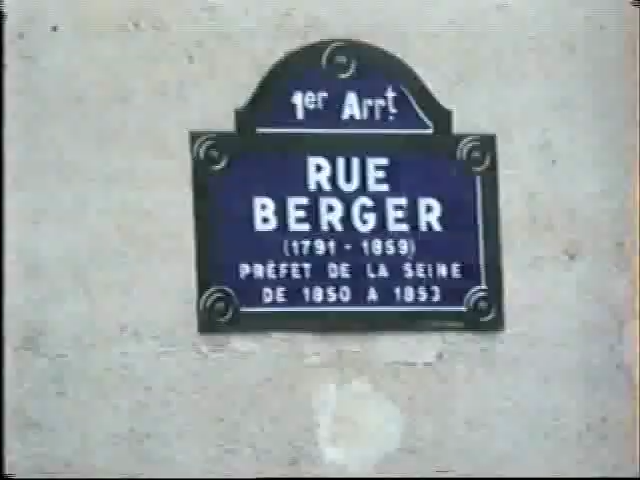 1er Arrt
RUE
BERGER
(1791 - 1859)
PRÉFET DE LA SEINE
DE 1850 A 1853